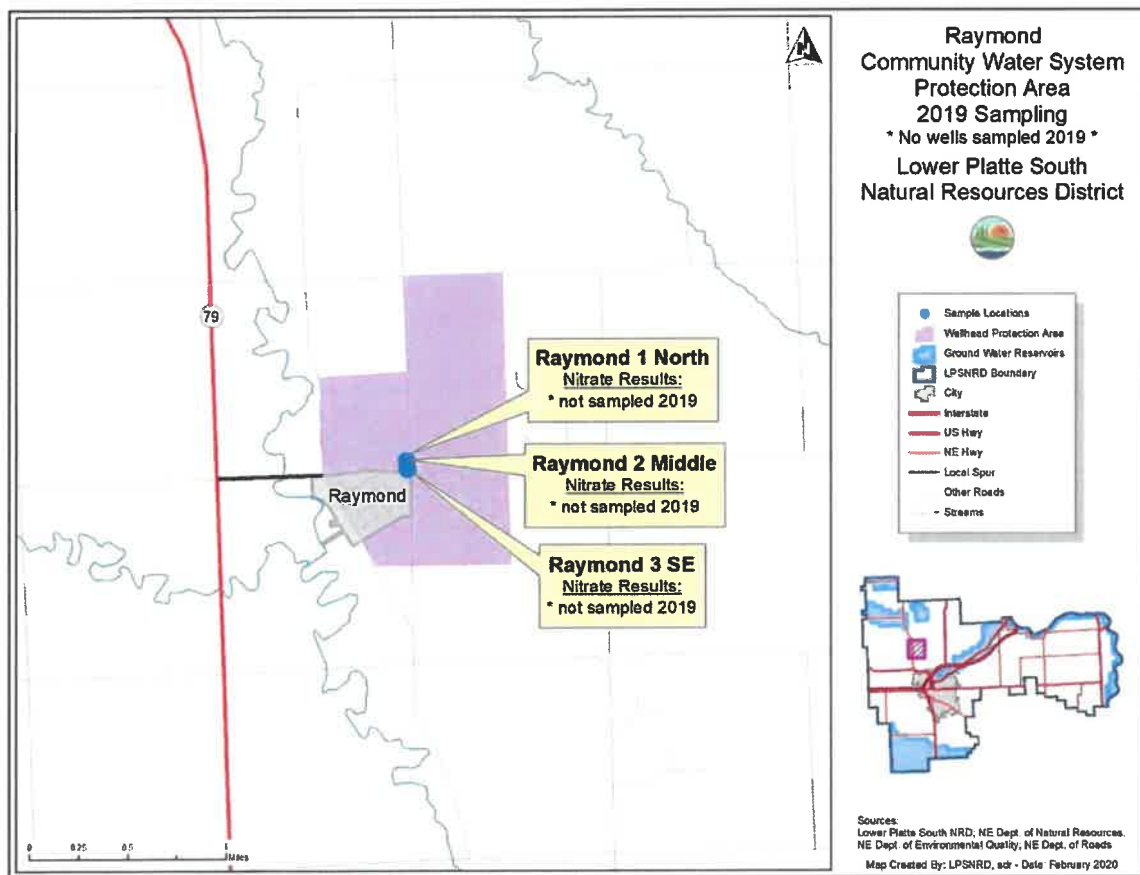 Raymond
Community Water System
Protection Area
2019 Sampling
* No wells sampled 2019 *
Lower Platte South
Natural Resources District
N
79
Raymond 1 North
Nitrate Results:
* not sampled 2019
Raymond 2 Middle
Nitrate Results:
* not sampled 2019
Raymond 3 SE
Nitrate Results:
* not sampled 2019
Raymond
Sample Locations
Wellhead Protection Area
Ground Water Reservoirs
LPSNRD Boundary
City
Interstate
US Hwy
NE Hwy
Local Spur
Other Roads
Streams
0 0.25 0.5 1
Miles
Sources:
Lower Platte South NRD; NE Dept. of Natural Resources.
NE Dept. of Environmental Quality; NE Dept. of Roads
Map Created By: LPSNRD, - Date: February 2020